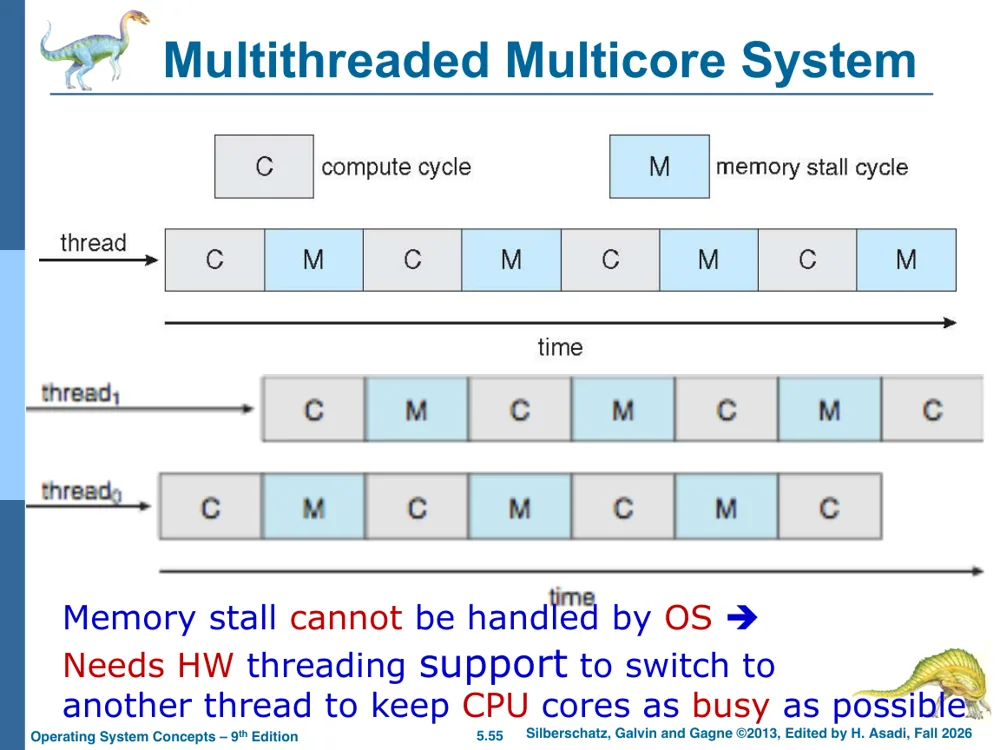 Multithreaded Multicore System
C compute cycle M memory stall cycle
thread
C M C M C M C M
time
thread₁
C M C M C M C
thread₀
C M C M C M C
time
Memory stall cannot be handled by OS ➔
Needs HW threading support to switch to
another thread to keep CPU cores as busy as possible
Operating System Concepts – 9th Edition 5.55 Silberschatz, Galvin and Gagne ©2013, Edited by H. Asadi, Fall 2026